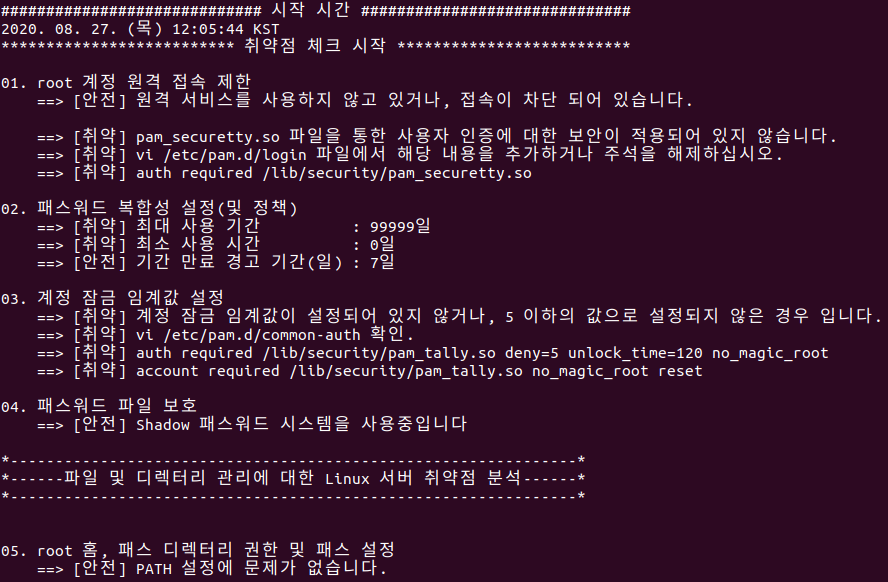 ############################# 시작 시간 ##############################
2020. 08. 27. (목) 12:05:44 KST
************************** 취약점 체크 시작 **************************
01. root 계정 원격 접속 제한
==> [안전] 원격 서비스를 사용하지 않고 있거나, 접속이 차단 되어 있습니다.
==> [취약] pam_securetty.so 파일을 통한 사용자 인증에 대한 보안이 적용되어 있지 않습니다.
==> [취약] vi /etc/pam.d/login 파일에서 해당 내용을 추가하거나 주석을 해제하십시오.
==> [취약] auth required /lib/security/pam_securetty.so
02. 패스워드 복합성 설정(및 정책)
==> [취약] 최대 사용 기간 : 99999일
==> [취약] 최소 사용 시간 : 0일
==> [안전] 기간 만료 경고 기간(일) : 7일
03. 계정 잠금 임계값 설정
==> [취약] 계정 잠금 임계값이 설정되어 있지 않거나, 5 이하의 값으로 설정되지 않은 경우 입니다.
==> [취약] vi /etc/pam.d/common-auth 확인.
==> [취약] auth required /lib/security/pam_tally.so deny=5 unlock_time=120 no_magic_root
==> [취약] account required /lib/security/pam_tally.so no_magic_root reset
04. 패스워드 파일 보호
==> [안전] Shadow 패스워드 시스템을 사용중입니다
*---------------------------------------------------------------*
*------파일 및 디렉터리 관리에 대한 Linux 서버 취약점 분석------*
*---------------------------------------------------------------*
05. root 홈, 패스 디렉터리 권한 및 패스 설정
==> [안전] PATH 설정에 문제가 없습니다.